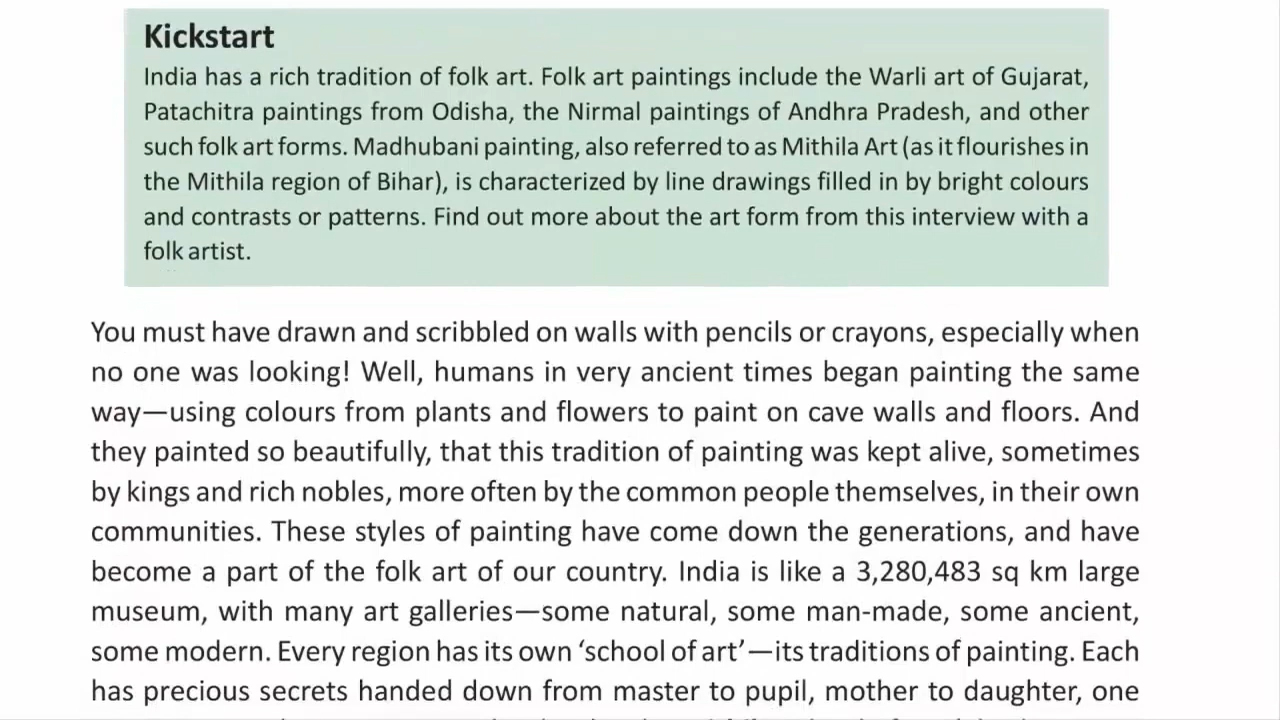 Kickstart
India has a rich tradition of folk art. Folk art paintings include the Warli art of Gujarat,
Patachitra paintings from Odisha, the Nirmal paintings of Andhra Pradesh, and other
such folk art forms. Madhubani painting, also referred to as Mithila Art (as it flourishes in
the Mithila region of Bihar), is characterized by line drawings filled in by bright colours
and contrasts or patterns. Find out more about the art form from this interview with a
folk artist.
You must have drawn and scribbled on walls with pencils or crayons, especially when
no one was looking! Well, humans in very ancient times began painting the same
way—using colours from plants and flowers to paint on cave walls and floors. And
they painted so beautifully, that this tradition of painting was kept alive, sometimes
by kings and rich nobles, more often by the common people themselves, in their own
communities. These styles of painting have come down the generations, and have
become a part of the folk art of our country. India is like a 3,280,483 sq km large
museum, with many art galleries—some natural, some man-made, some ancient,
some modern. Every region has its own ‘school of art’—its traditions of painting. Each
has precious secrets handed down from master to pupil, mother to daughter, one